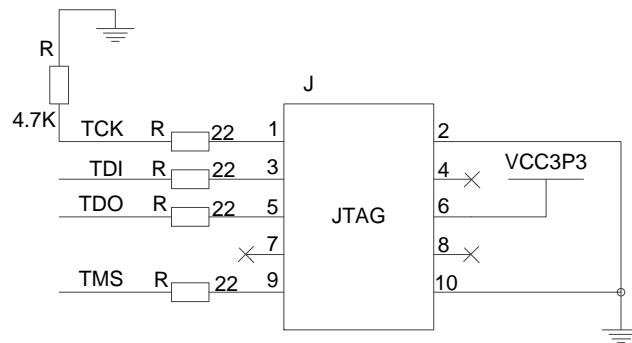 R
4.7K
J
TCK R 22 1 2
TDI R 22 3 4 VCC3P3
TDO R 22 5 JTAG 6
7 8
TMS R 22 9 10